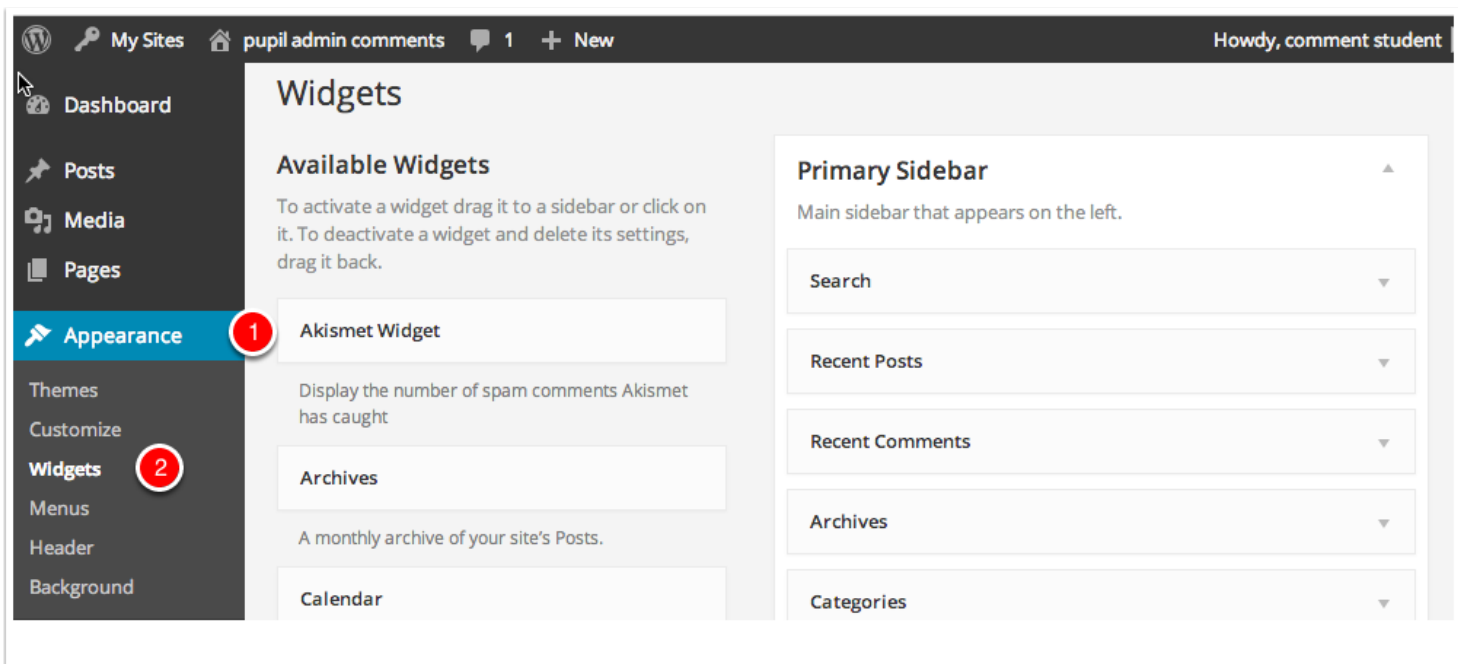 My Sites pupil admin comments 1 + New Howdy, comment student
Dashboard
Posts
Media
Pages
Appearance 1
Themes
Customize
Widgets 2
Menus
Header
Background
Widgets
Available Widgets
To activate a widget drag it to a sidebar or click on
it. To deactivate a widget and delete its settings,
drag it back.
Akismet Widget
Display the number of spam comments Akismet
has caught
Archives
A monthly archive of your site's Posts.
Calendar
Primary Sidebar
Main sidebar that appears on the left.
Search
Recent Posts
Recent Comments
Archives
Categories